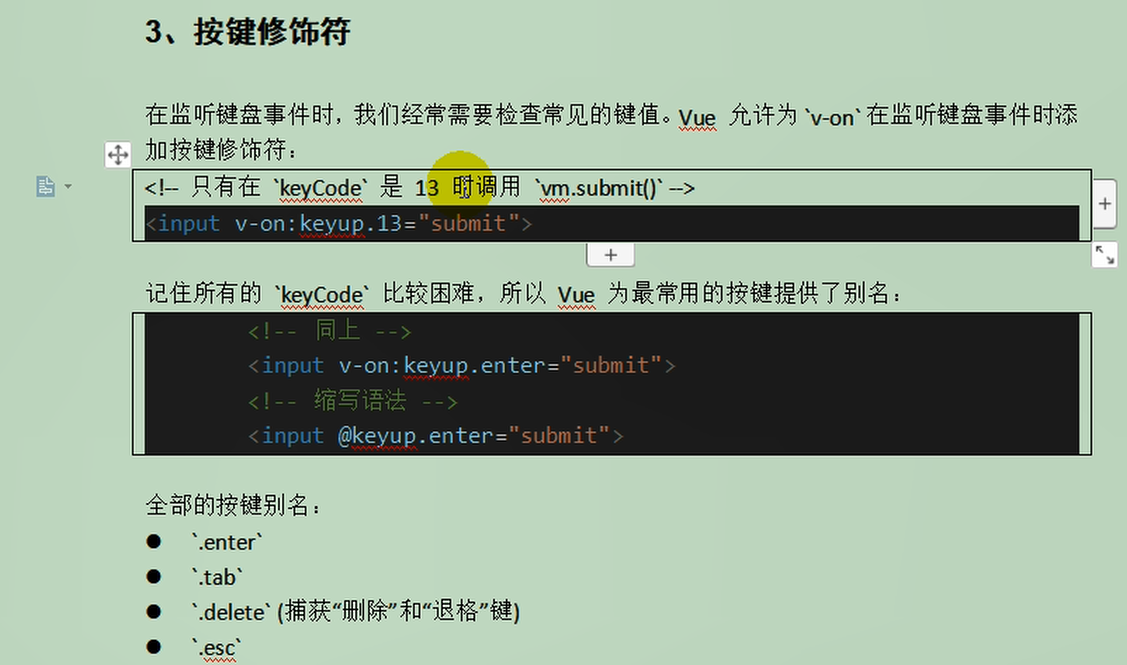 3、按键修饰符
在监听键盘事件时，我们经常需要检查常见的键值。Vue 允许为 `v-on` 在监听键盘事件时添
加按键修饰符：
<!-- 只有在 `keyCode` 是 13 时调用 `vm.submit()` -->
<input v-on:keyup.13="submit">
记住所有的 `keyCode` 比较困难，所以 Vue 为最常用的按键提供了别名：
<!-- 同上 -->
<input v-on:keyup.enter="submit">
<!-- 缩写语法 -->
<input @keyup.enter="submit">
全部的按键别名：
● `.enter`
● `.tab`
● `.delete` (捕获“删除”和“退格”键)
● `.esc`